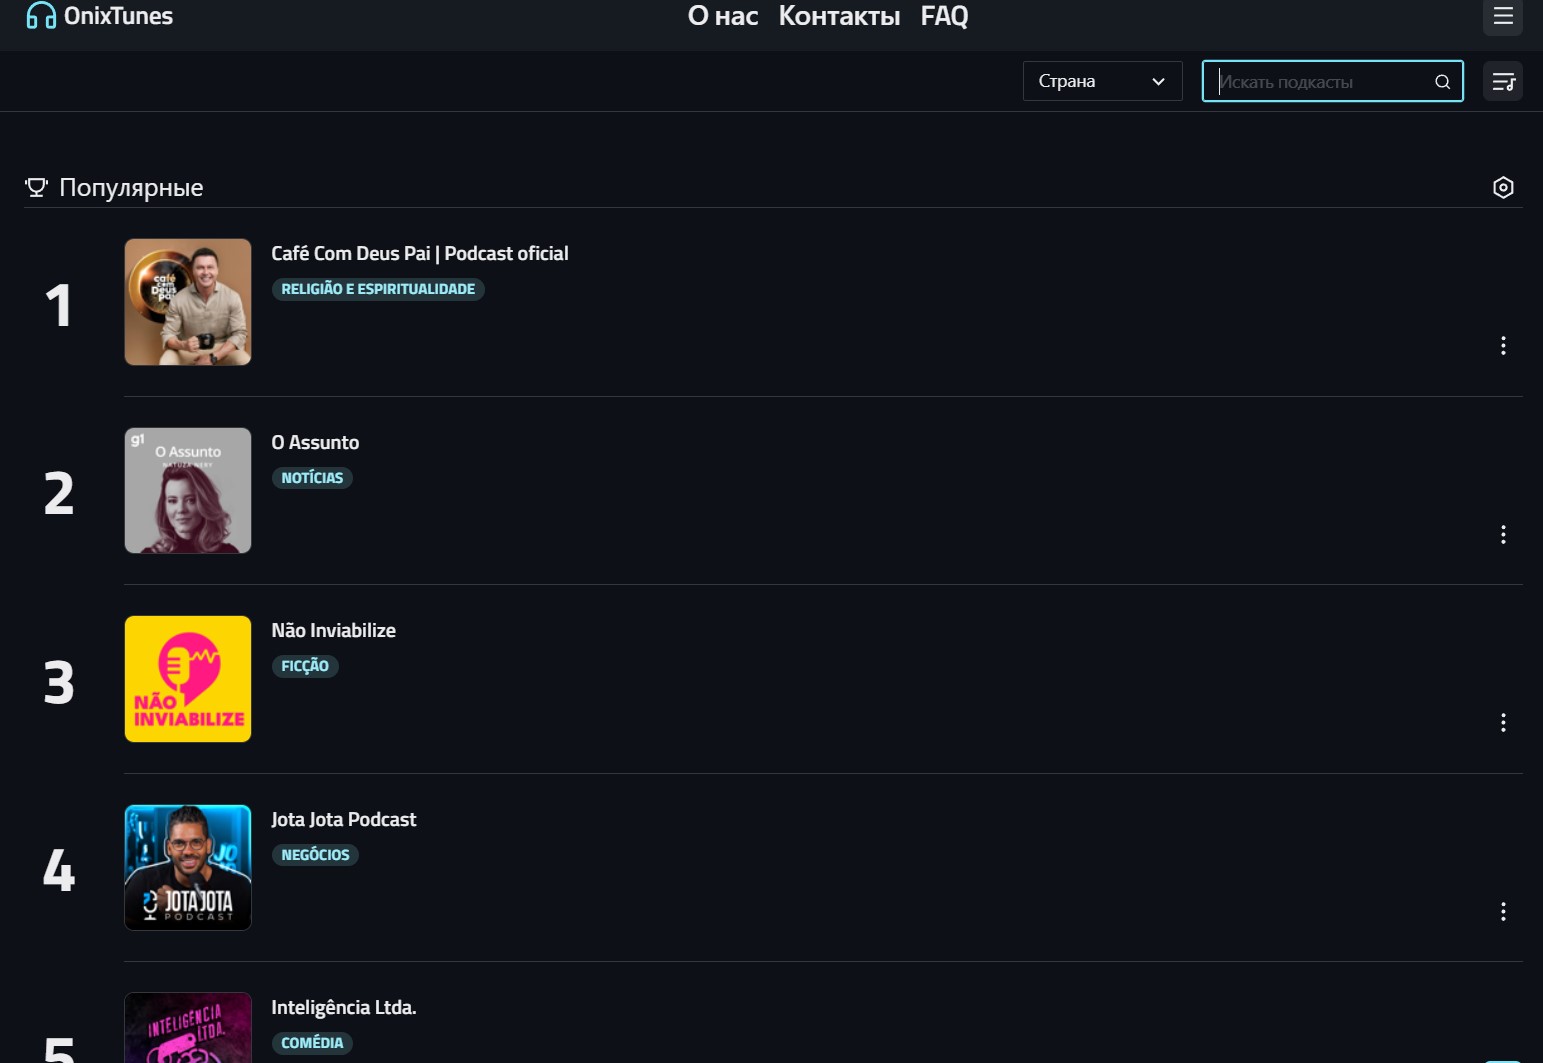 OnixTunes
О нас Контакты FAQ
Страна
Искать подкасты
Популярные
1
café com Deus pai
Café Com Deus Pai | Podcast oficial
RELIGIÃO E ESPIRITUALIDADE
2
g1
O Assunto
NATUZA NERY
O Assunto
NOTÍCIAS
3
NÃO
INVIABILIZE
Não Inviabilize
FICÇÃO
4
JO
JOTAJOTA
PODCAST
Jota Jota Podcast
NEGÓCIOS
5
INTELIGÊNCIA
LTDA.
Inteligência Ltda.
COMÉDIA